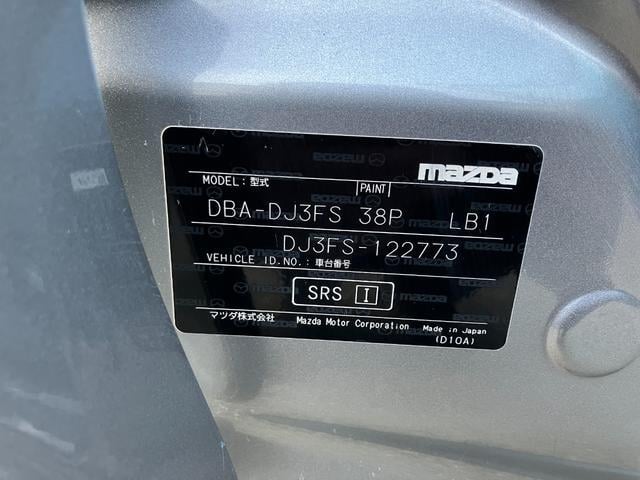 mazda
MODEL: 型式 PAINT
DBA-DJ3FS 38P LB1
DJ3FS-122773
VEHICLE ID.NO.: 車台番号
SRS I
マツダ株式会社 Mazda Motor Corporation Made in Japan
(D10A)